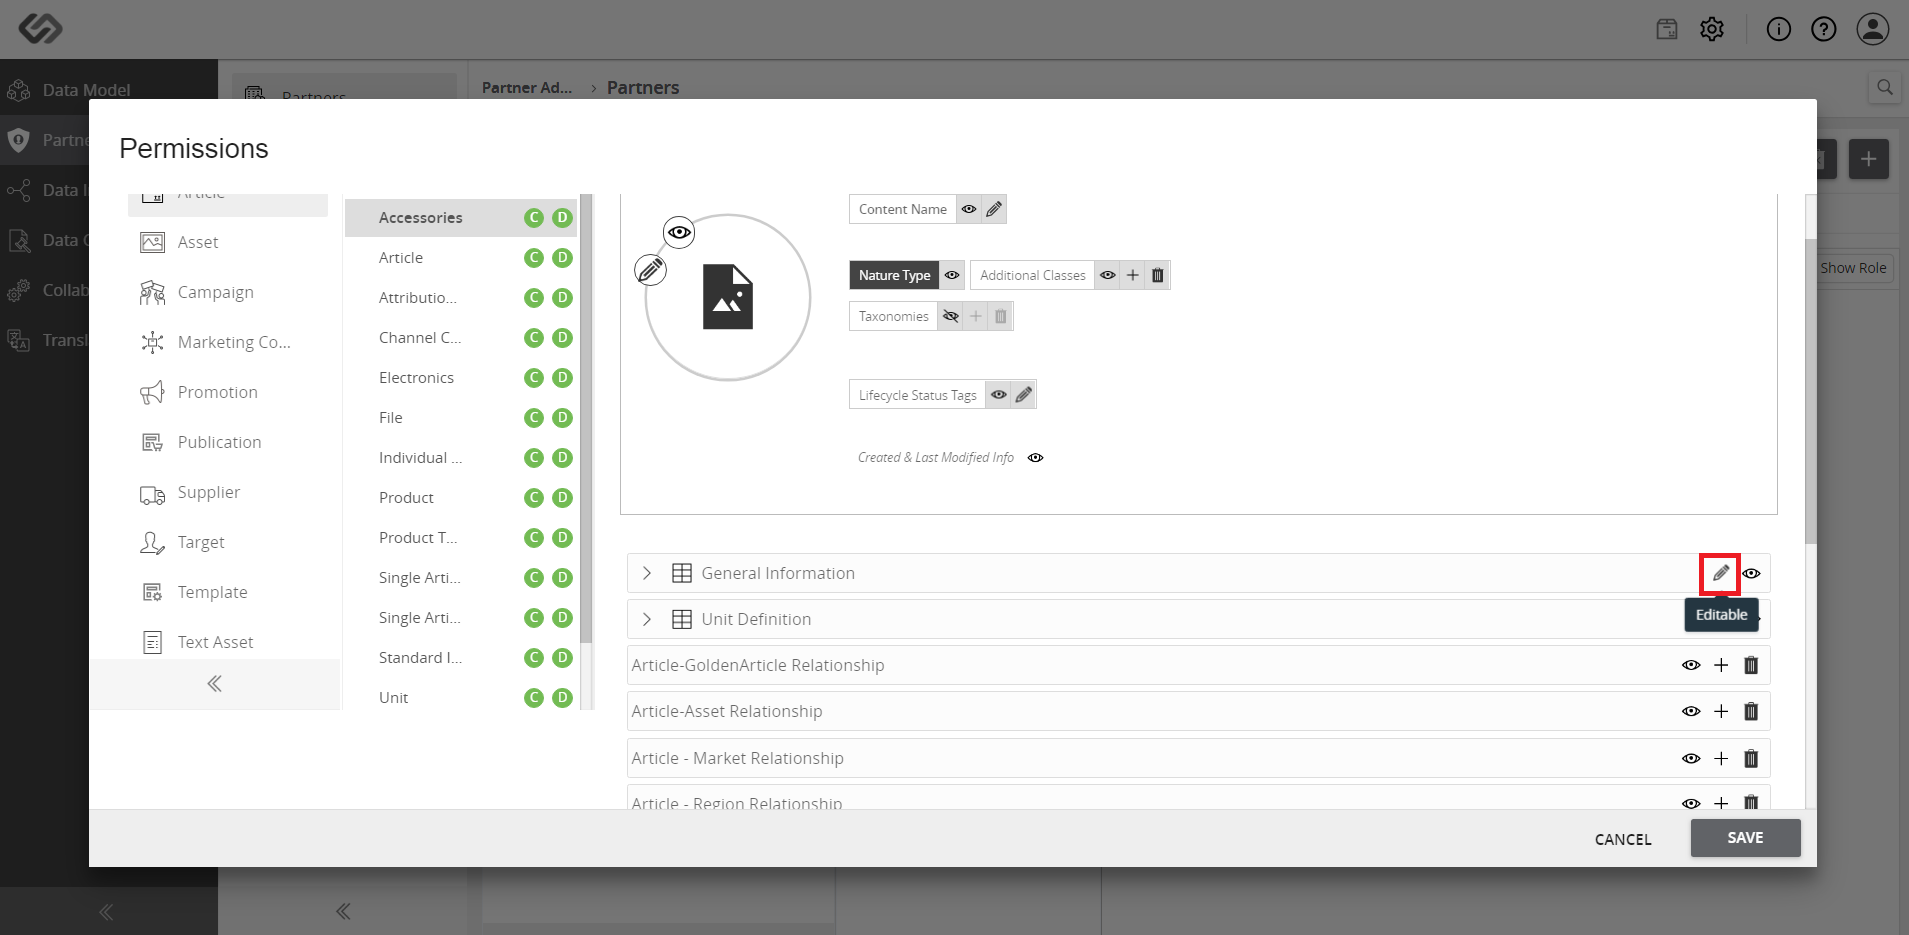 Data Model
Partners
Partner Ad...
Partners
Permissions
Article
Asset
Campaign
Marketing Co...
Promotion
Publication
Supplier
Target
Template
Text Asset
Accessories C D
Article C D
Attributio... C D
Channel C... C D
Electronics C D
File C D
Individual ... C D
Product C D
Product T... C D
Single Arti... C D
Single Arti... C D
Standard I... C D
Unit C D
Content Name
Nature Type
Additional Classes
Taxonomies
Lifecycle Status Tags
Created & Last Modified Info
General Information
Editable
Unit Definition
Article-GoldenArticle Relationship
Article-Asset Relationship
Article - Market Relationship
Article - Region Relationship
CANCEL
SAVE
Show Role
Data
Collab
Transl